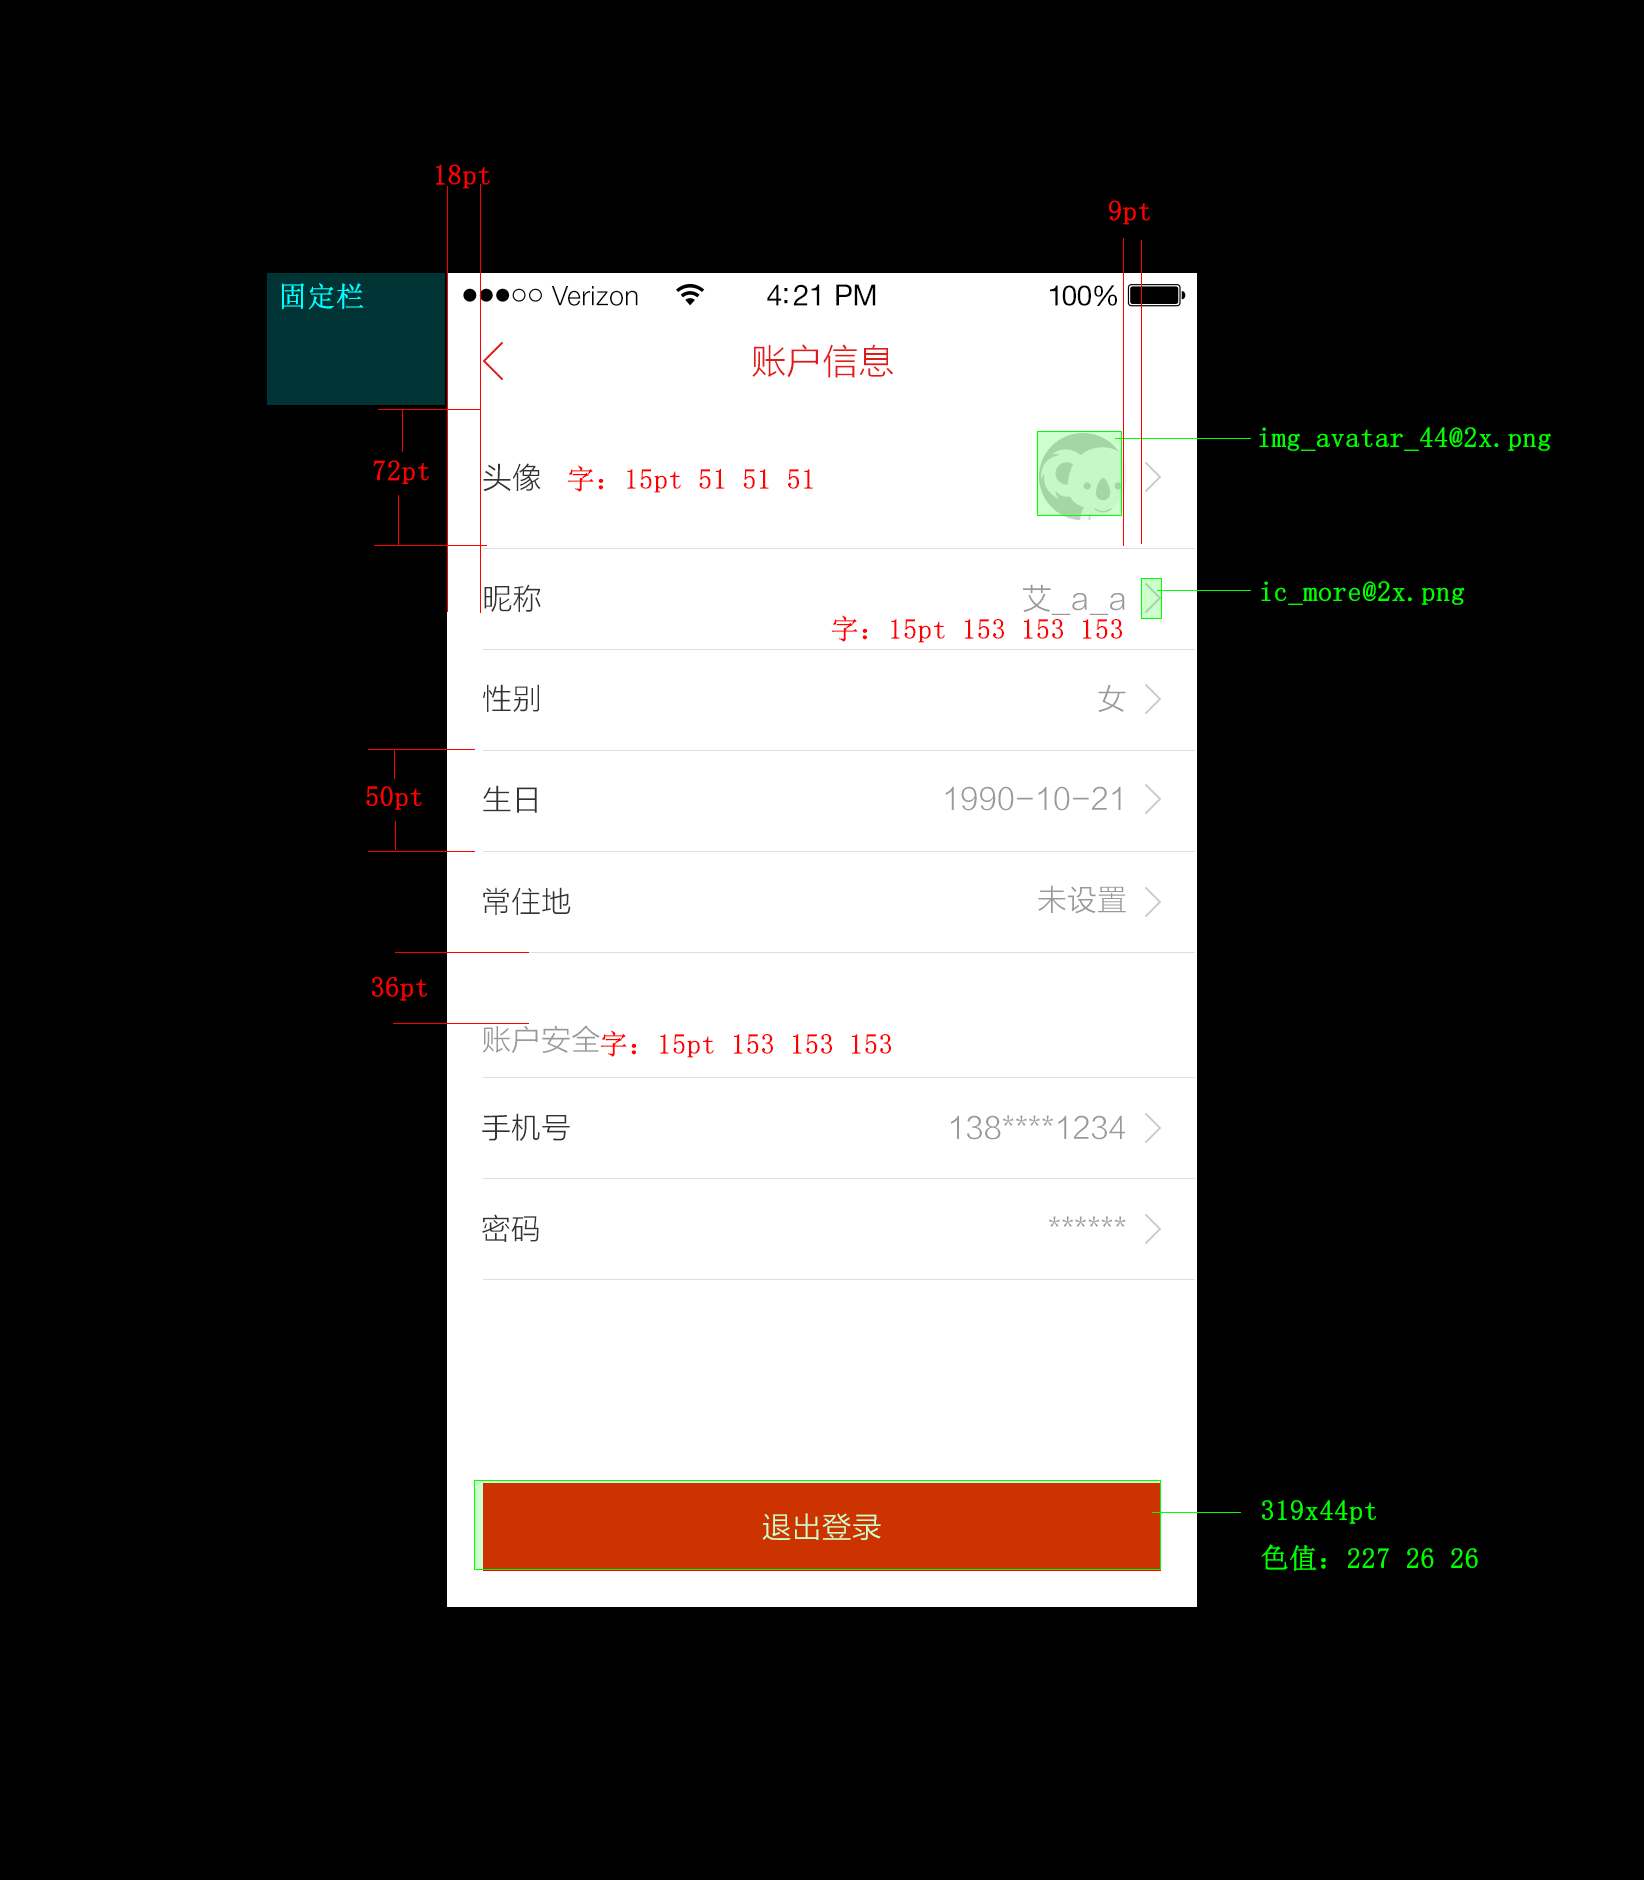 18pt
9pt
固定栏
Verizon 4:21 PM 100%
账户信息
img_avatar_44@2x.png
72pt
头像 字：15pt 51 51 51
昵称 艾_a_a
ic_more@2x.png
字：15pt 153 153 153
性别 女
50pt
生日 1990-10-21
常住地 未设置
36pt
账户安全字：15pt 153 153 153
手机号 138****1234
密码 ******
319x44pt
退出登录
色值：227 26 26